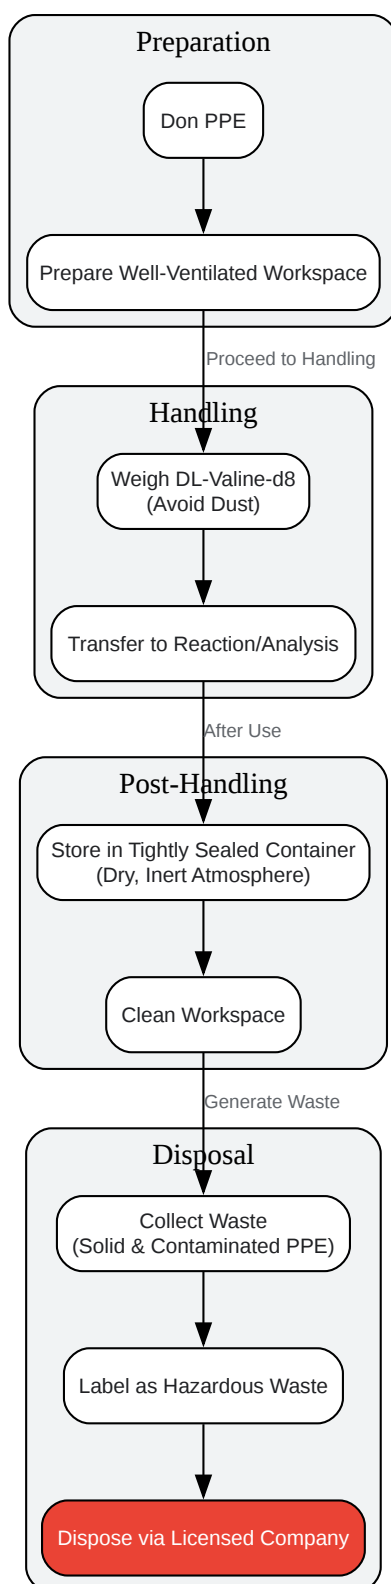 Preparation
Don PPE
Prepare Well-Ventilated Workspace
Proceed to Handling
Handling
Weigh DL-Valine-d8
(Avoid Dust)
Transfer to Reaction/Analysis
After Use
Post-Handling
Store in Tightly Sealed Container
(Dry, Inert Atmosphere)
Clean Workspace
Generate Waste
Disposal
Collect Waste
(Solid & Contaminated PPE)
Label as Hazardous Waste
Dispose via Licensed Company